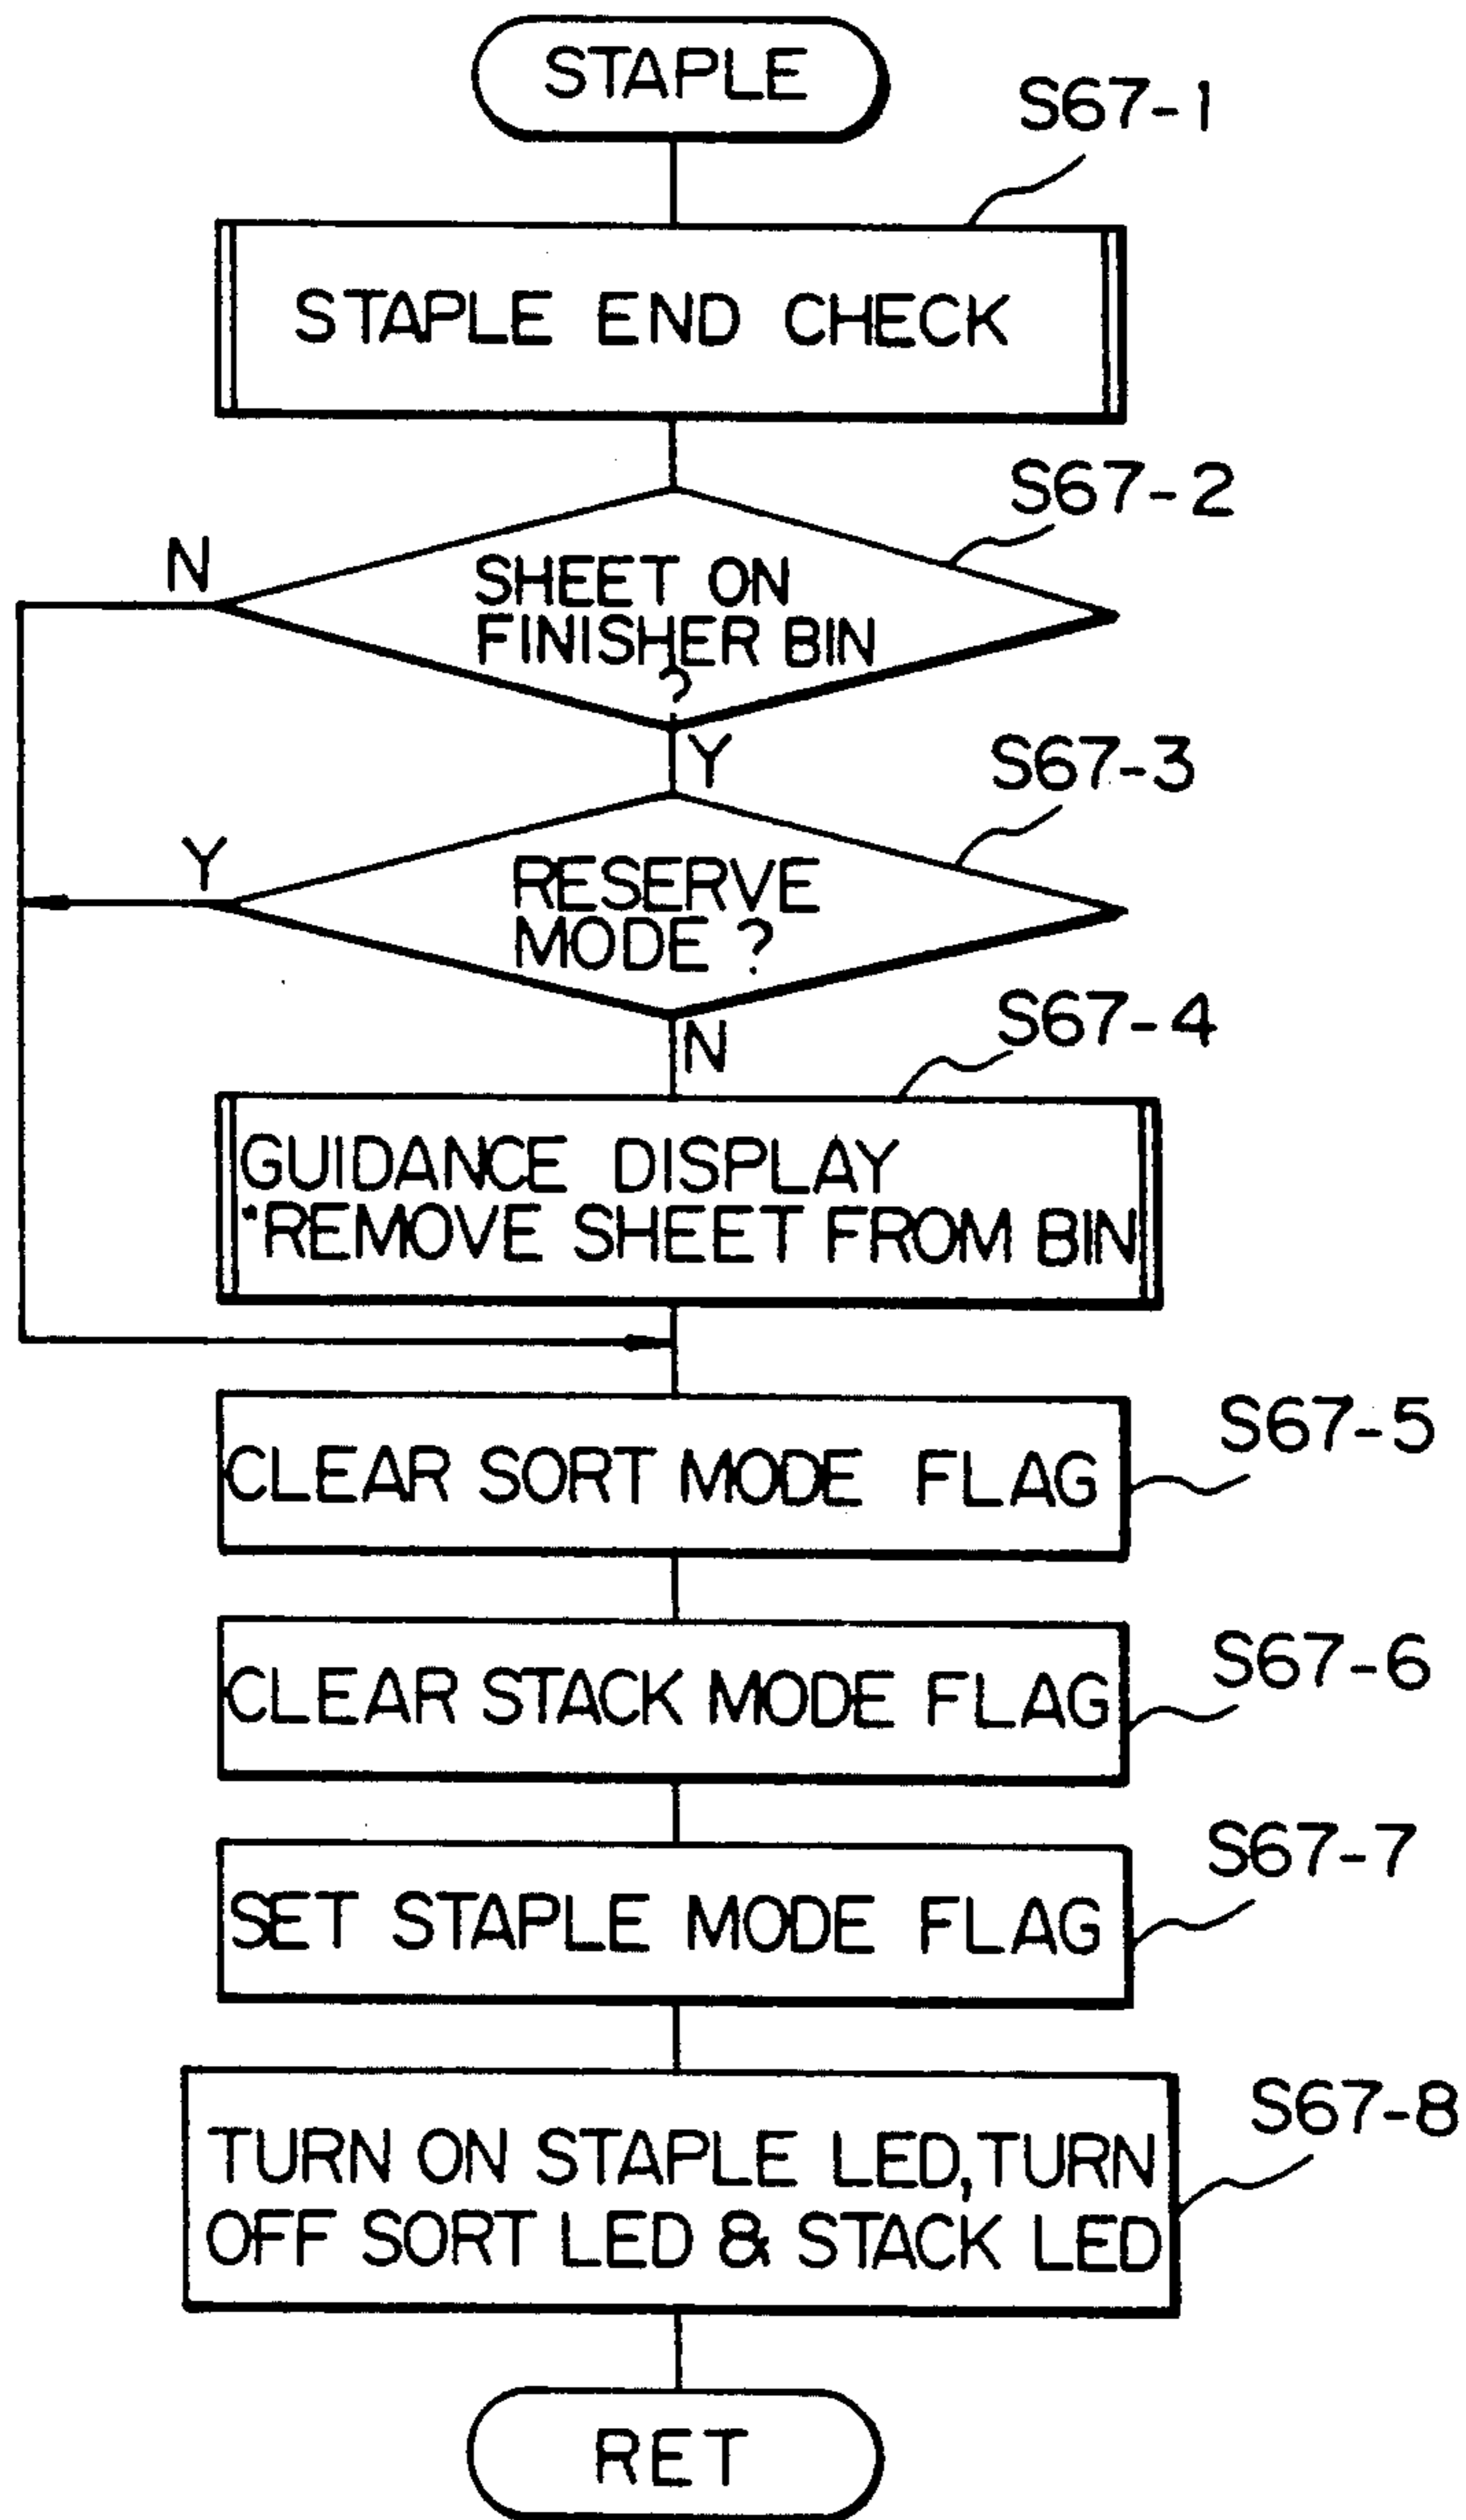 STAPLE
S67-1
STAPLE END CHECK
S67-2
N
SHEET ON
FINISHER BIN
?
Y
S67-3
Y
RESERVE
MODE ?
N
S67-4
GUIDANCE DISPLAY
"REMOVE SHEET FROM BIN
S67-5
CLEAR SORT MODE FLAG
S67-6
CLEAR STACK MODE FLAG
S67-7
SET STAPLE MODE FLAG
S67-8
TURN ON STAPLE LED, TURN
OFF SORT LED & STACK LED
RET